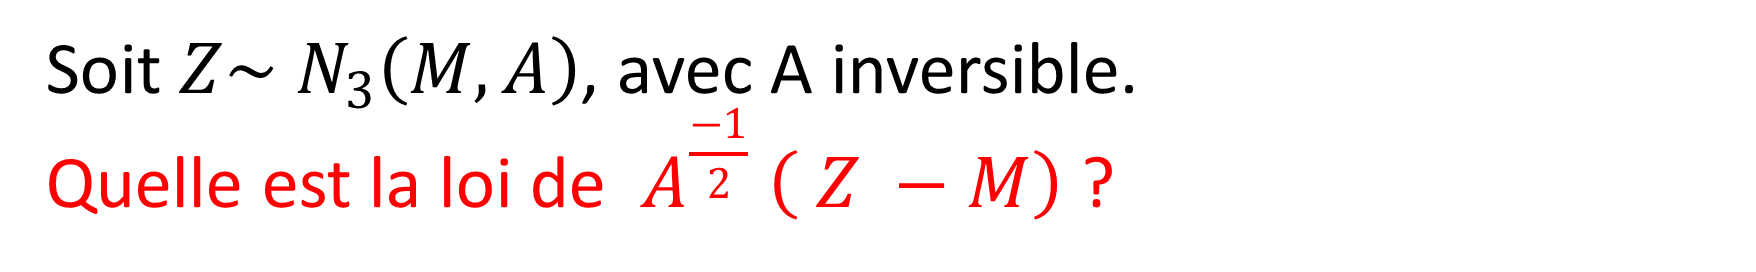 Soit 𝑍~ 𝑁₃(𝑀, 𝐴), avec A inversible.
Quelle est la loi de 𝐴^(−1/2) ( 𝑍 − 𝑀) ?